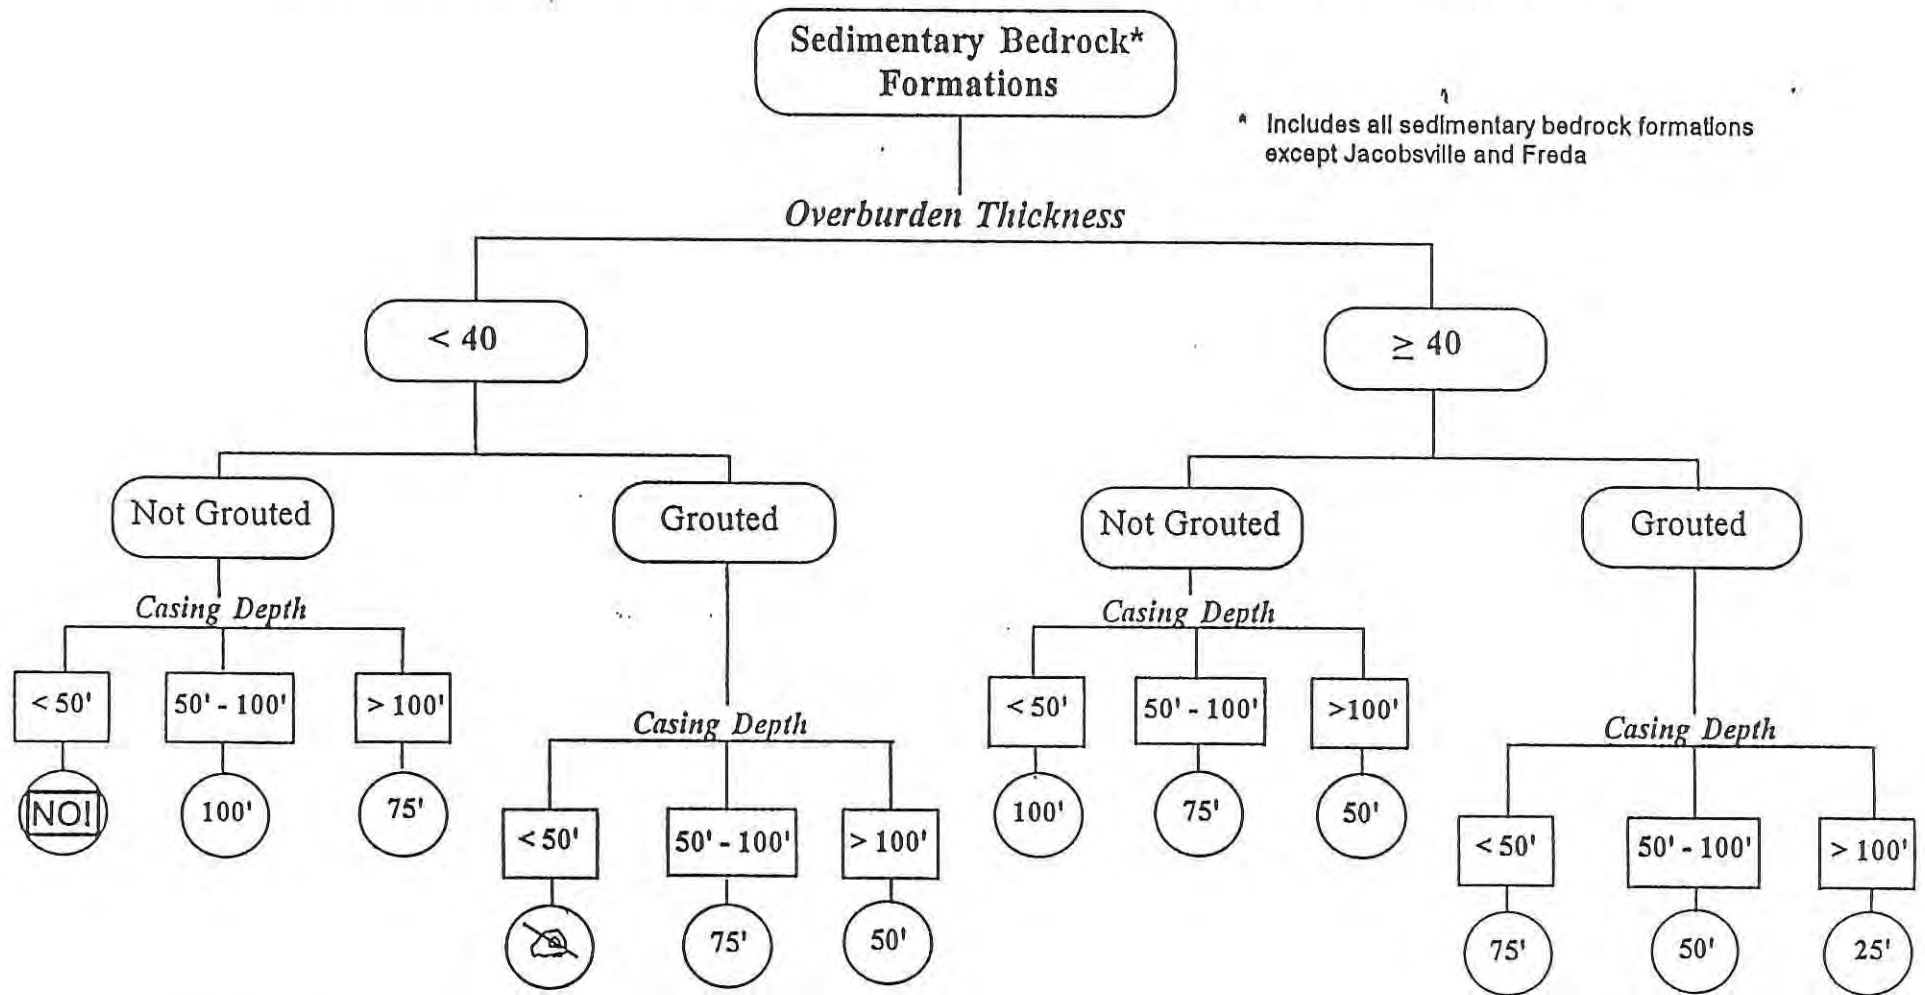 Sedimentary Bedrock*
Formations
* Includes all sedimentary bedrock formations
except Jacobsville and Freda
Overburden Thickness
< 40
≥ 40
Not Grouted
Grouted
Not Grouted
Grouted
Casing Depth
< 50'
50' - 100'
> 100'
NO!
100'
75'
Casing Depth
< 50'
50' - 100'
> 100'
75'
50'
Casing Depth
< 50'
50' - 100'
>100'
100'
75'
50'
Casing Depth
< 50'
50' - 100'
> 100'
75'
50'
25'